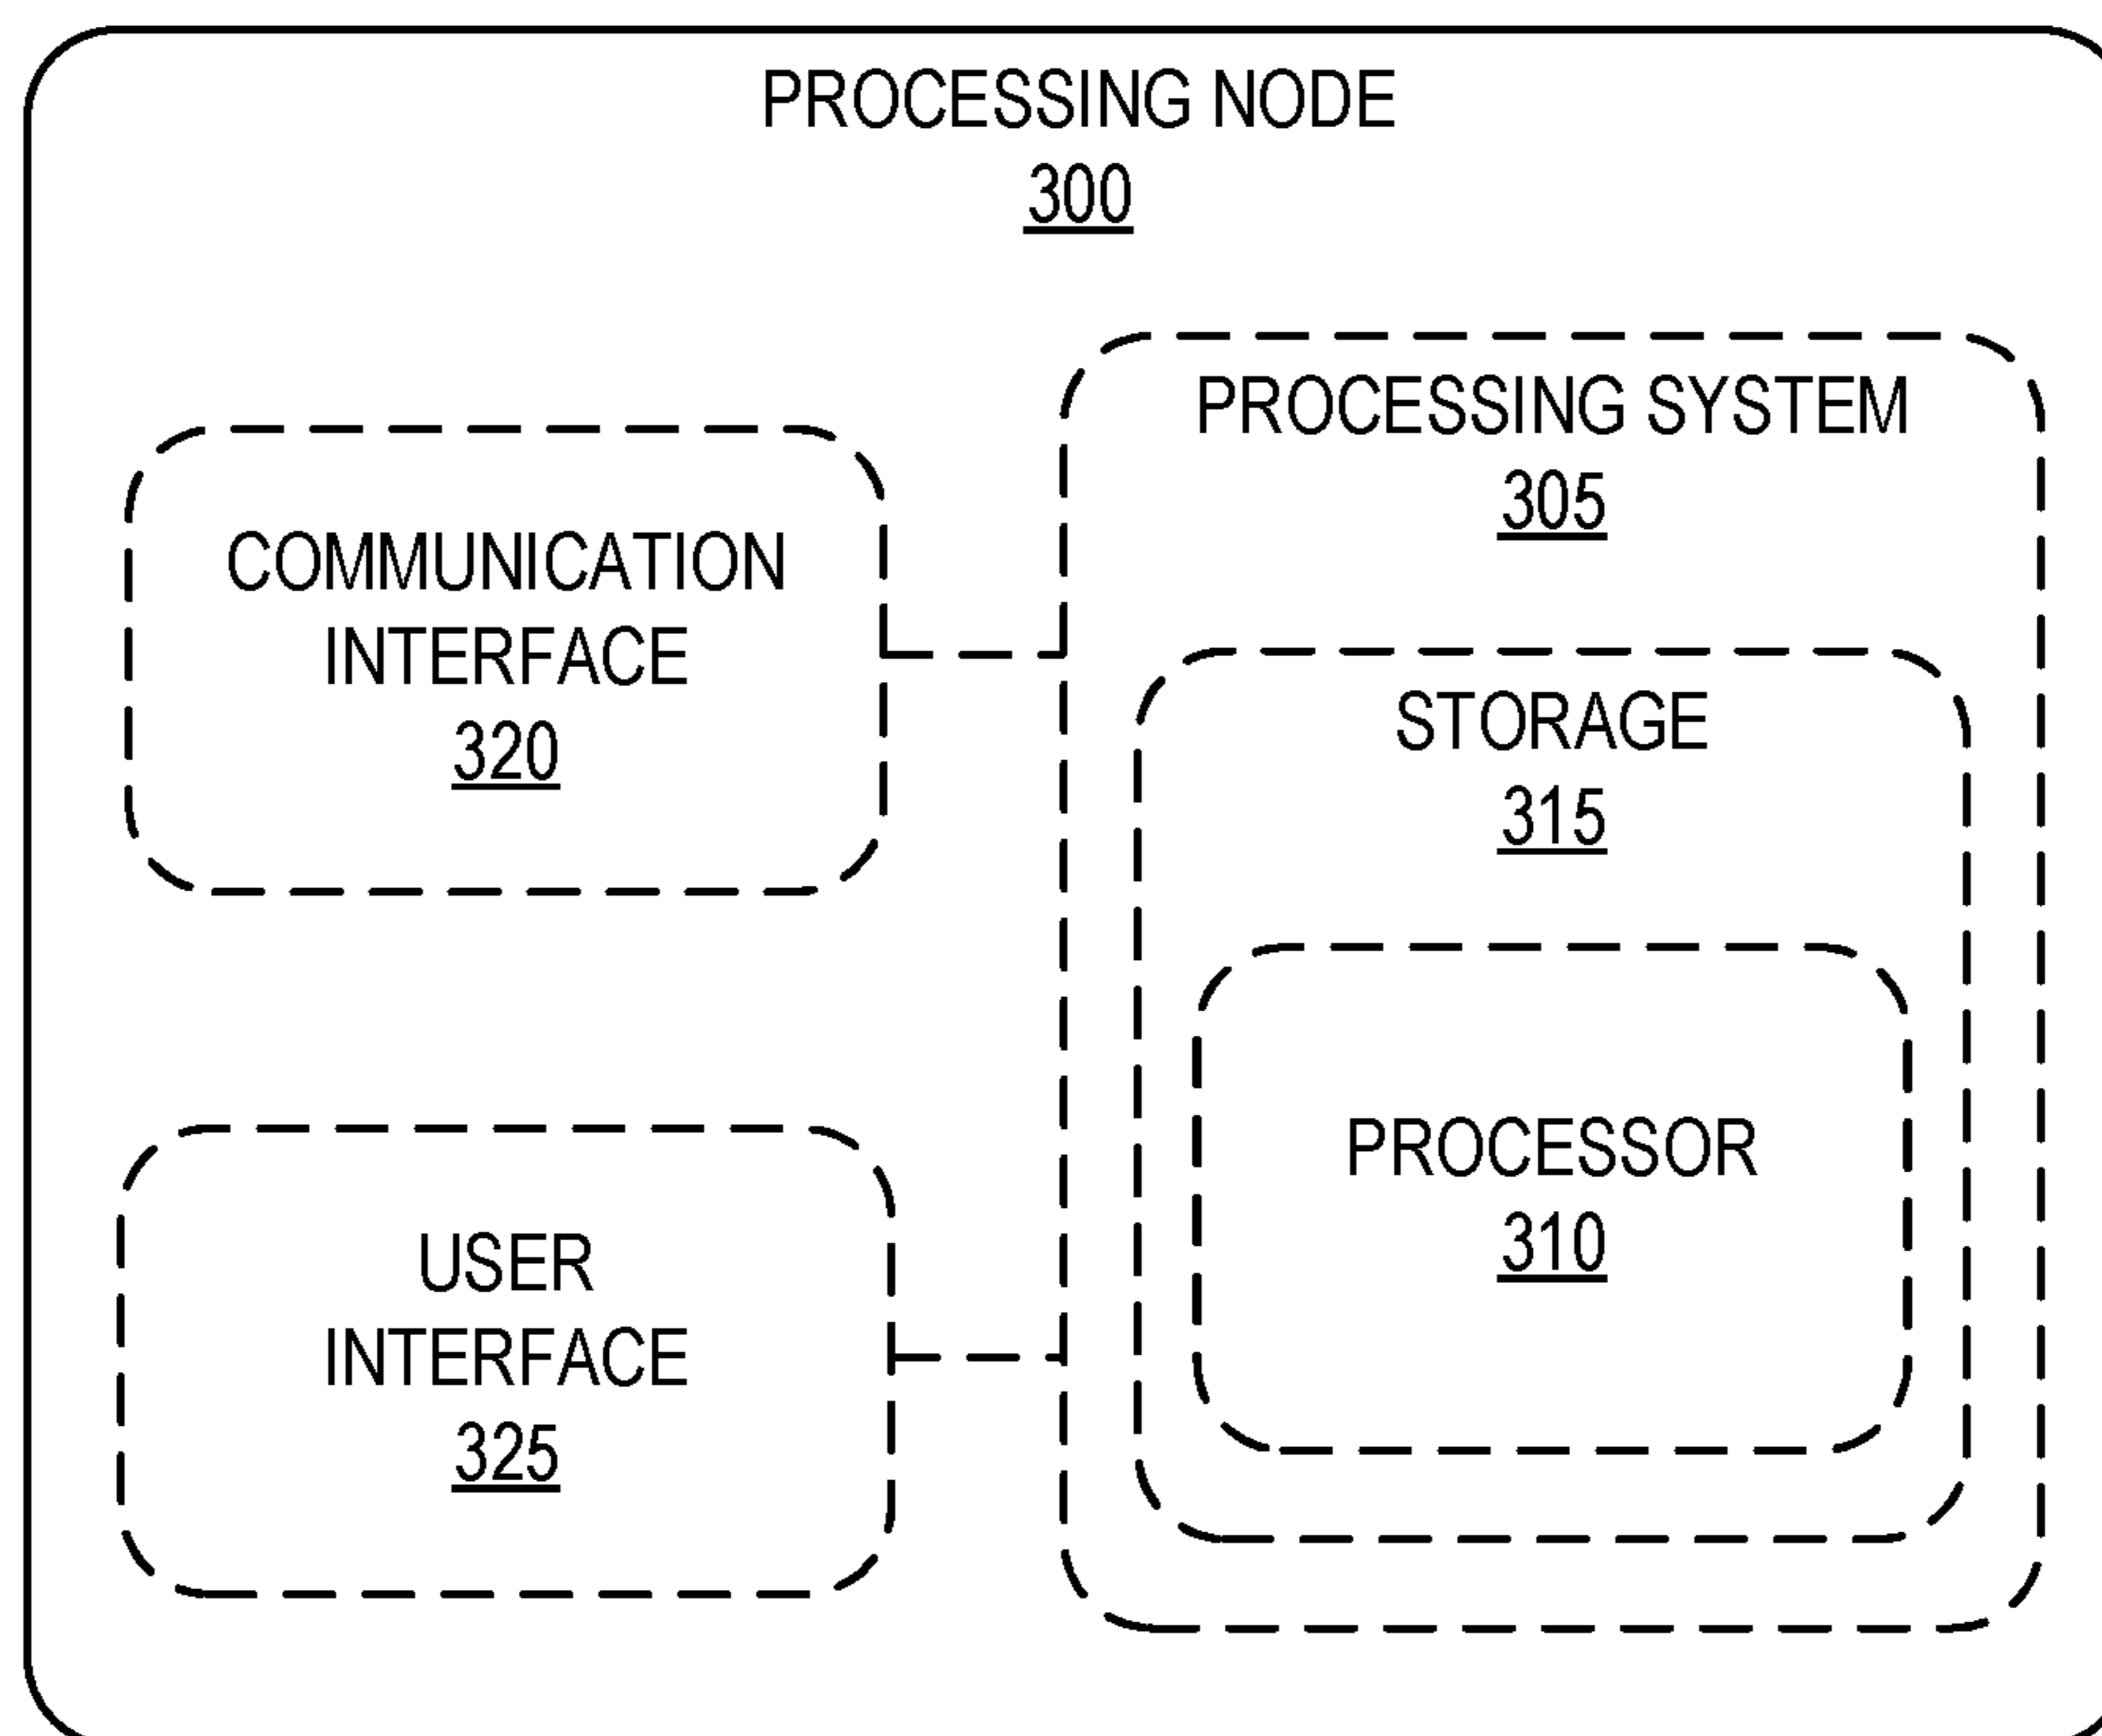 PROCESSING NODE
300
PROCESSING SYSTEM
305
COMMUNICATION
INTERFACE
320
STORAGE
315
PROCESSOR
310
USER
INTERFACE
325